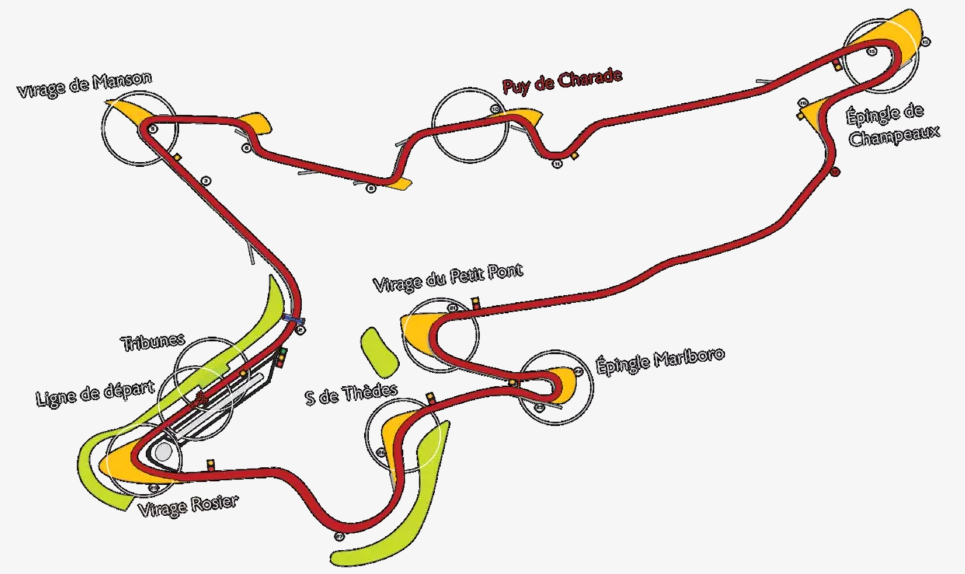 Virage de Manson
Puy de Charade
Épingle de
Champeaux
Virage du Petit Pont
Tribunes
Épingle Marlboro
Ligne de départ
S de Thèdes
Virage Rosier